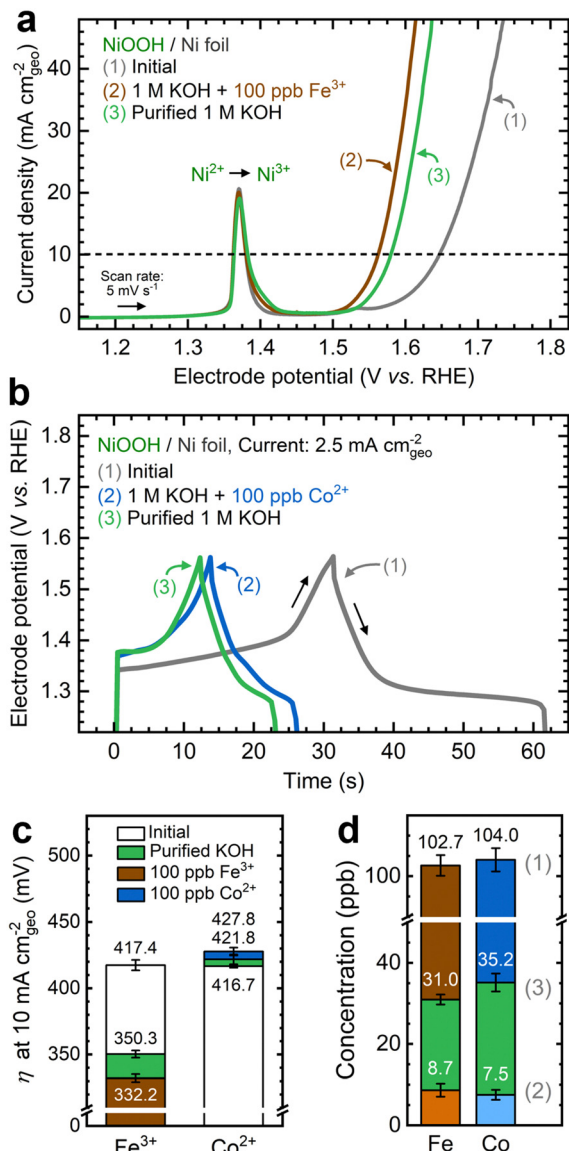 a
NiOOH / Ni foil
(1) Initial
(2) 1 M KOH + 100 ppb Fe³⁺
(3) Purified 1 M KOH
Ni²⁺ → Ni³⁺
(2)
(3)
(1)
Scan rate:
5 mV s⁻¹
Current density (mA cm⁻²geo)
0
10
20
30
40
1.2
1.3
1.4
1.5
1.6
1.7
1.8
Electrode potential (V vs. RHE)
b
NiOOH / Ni foil, Current: 2.5 mA cm⁻²geo
(1) Initial
(2) 1 M KOH + 100 ppb Co²⁺
(3) Purified 1 M KOH
(3)
(2)
(1)
Electrode potential (V vs. RHE)
1.8
1.7
1.6
1.5
1.4
1.3
0
10
20
30
40
50
60
Time (s)
c
Initial
Purified KOH
100 ppb Fe³⁺
100 ppb Co²⁺
η at 10 mA cm⁻²geo (mV)
500
450
400
350
0
417.4
350.3
332.2
427.8
421.8
416.7
Fe³⁺
Co²⁺
d
Concentration (ppb)
100
40
20
0
102.7
104.0
31.0
35.2
8.7
7.5
(1)
(3)
(2)
Fe
Co